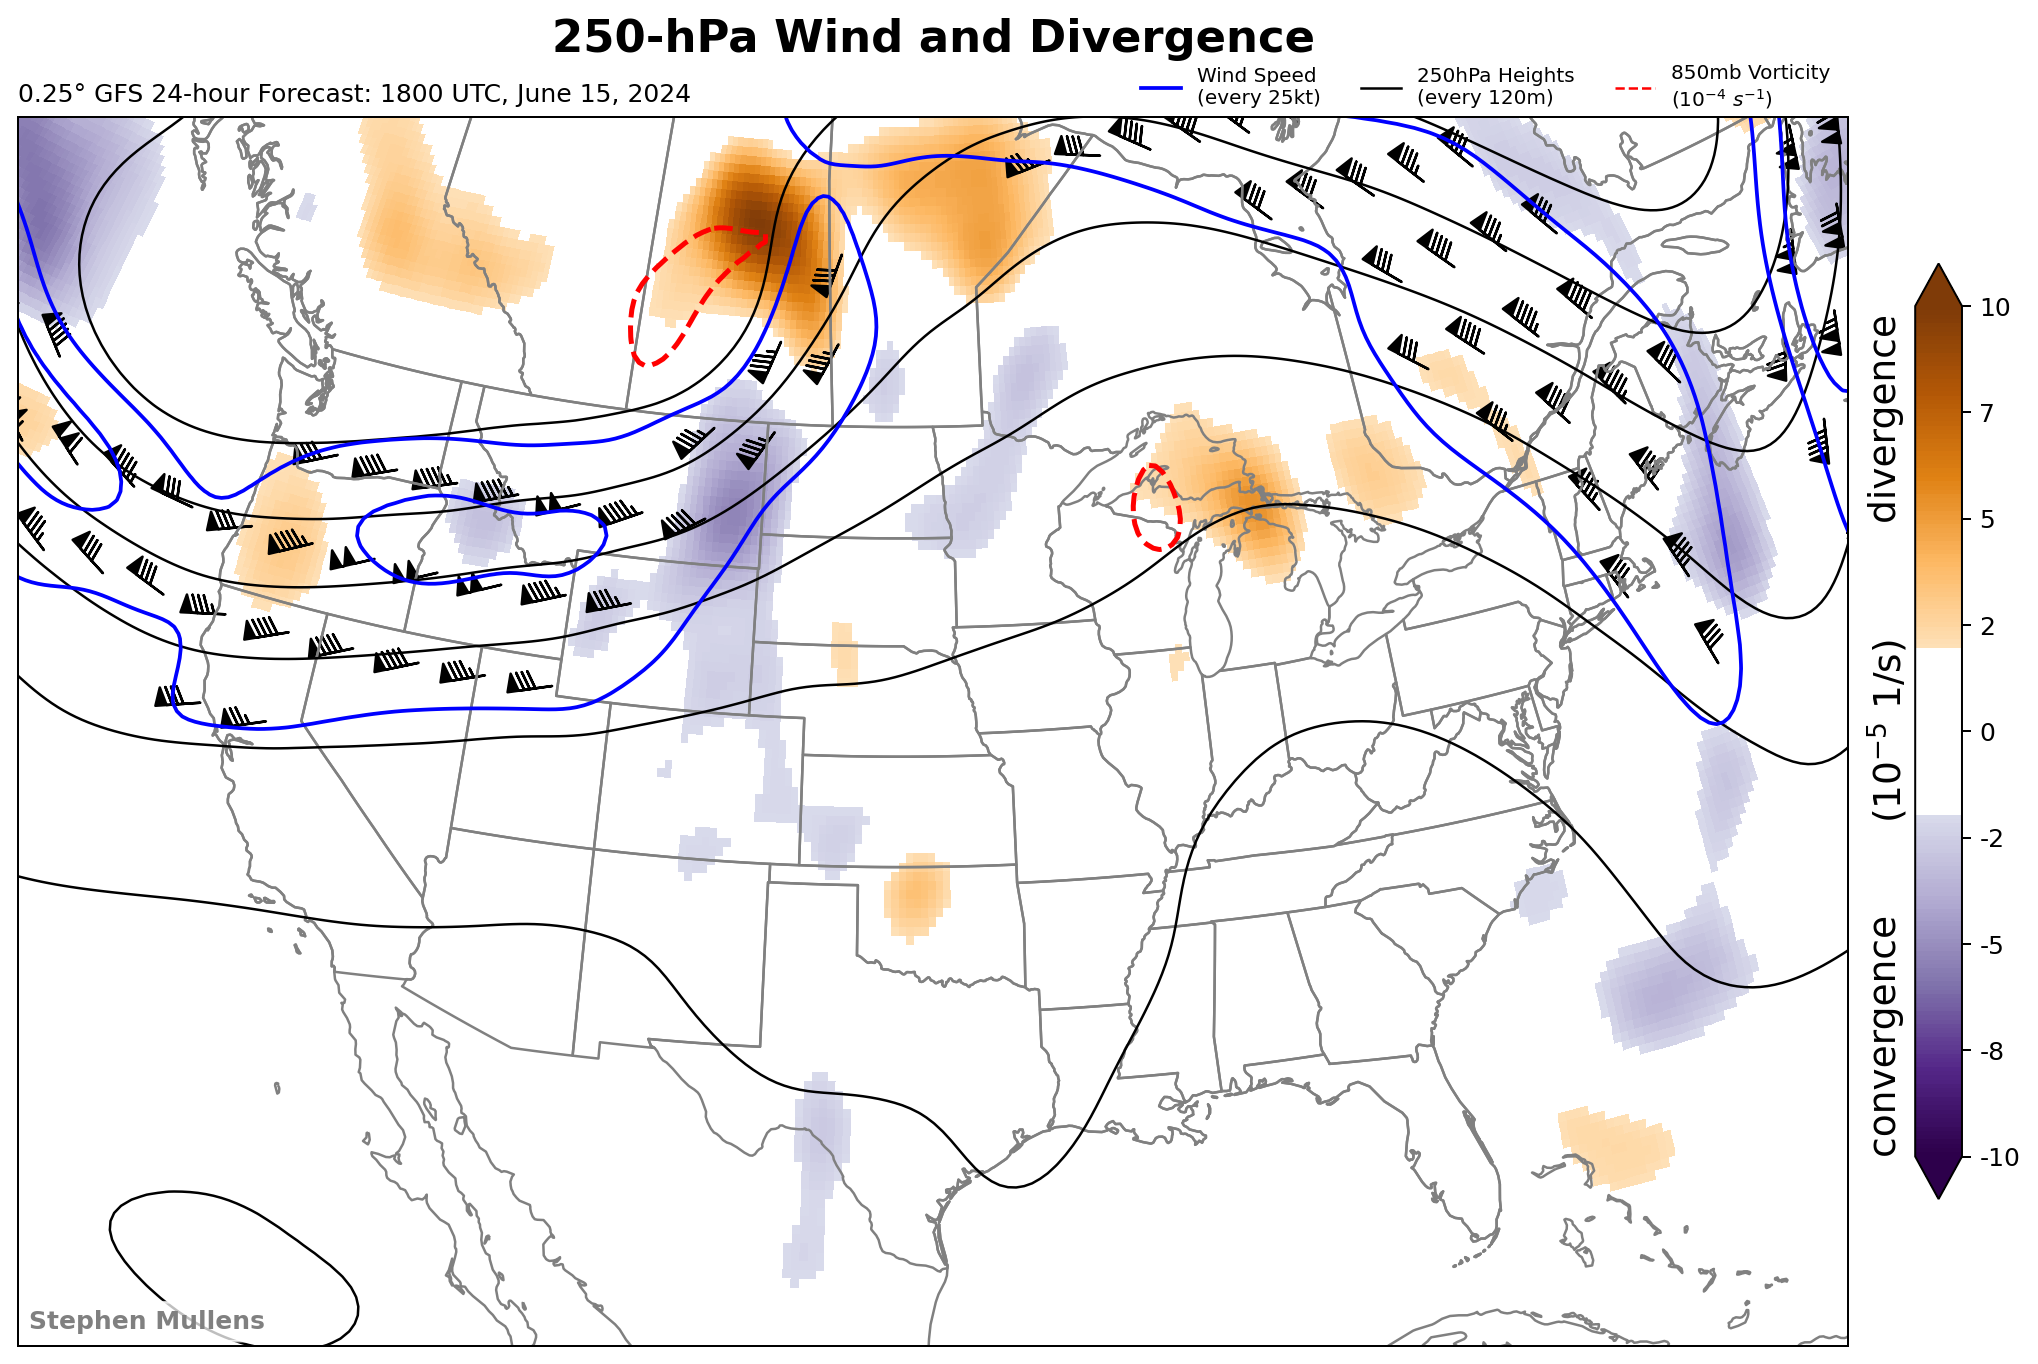 250-hPa Wind and Divergence
0.25° GFS 24-hour Forecast: 1800 UTC, June 15, 2024
Wind Speed
(every 25kt)
250hPa Heights
(every 120m)
850mb Vorticity
(10⁻⁴ s⁻¹)
10
7
5
2
0
-2
-5
-8
-10
convergence (10⁻⁵ 1/s) divergence
Stephen Mullens